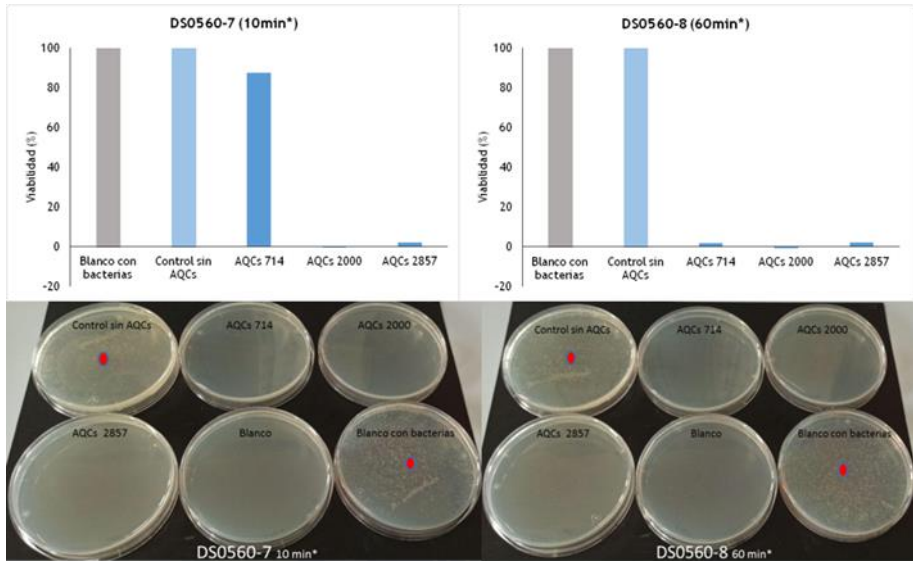 DS0560-7 (10min*)
Viabilidad (%)
100
80
60
40
20
0
-20
Blanco con
bacterias
Control sin
AQCs
AQCs 714
AQCs 2000
AQCs 2857
DS0560-8 (60min*)
Viabilidad (%)
100
80
60
40
20
0
-20
Blanco con
bacterias
Control sin
AQCs
AQCs 714
AQCs 2000
AQCs 2857
Control sin AQCs
AQCs 714
AQCs 2000
AQCs 2857
Blanco
Blanco con bacterias
DS0560-7 10 min*
Control sin AQCs
AQCs 714
AQCs 2000
AQCs 2857
Blanco
Blanco con bacterias
DS0560-8 60 min*